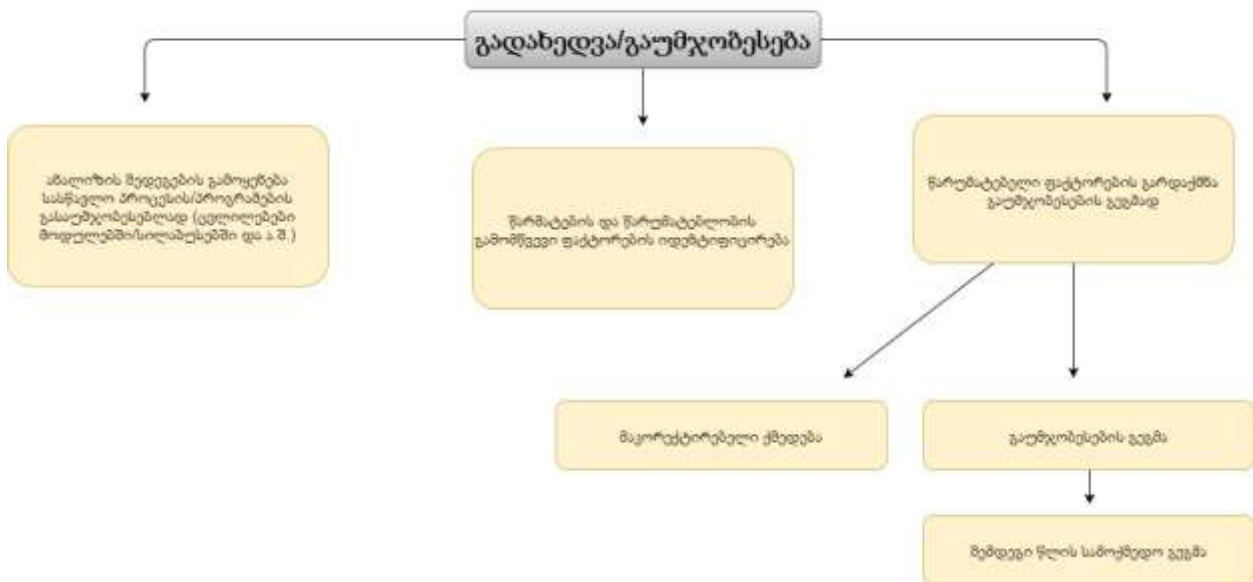 გადახედვა/გაუმჯობესება
ანალიზის შედეგების გამოყენება
სასწავლო პროცესის/პროგრამების
გასაუმჯობესებლად (ცვლილებები
მოდულებში/სილაბუსებში და ა.შ.)
წარმატების და წარუმატებლობის
გამომწვევი ფაქტორების იდენტიფიცირება
წარუმატებელი ფაქტორების გარდაქმნა
გაუმჯობესების გეგმად
მაკორექტირებელი ქმედება
გაუმჯობესების გეგმა
შემდეგი წლის სამოქმედო გეგმა